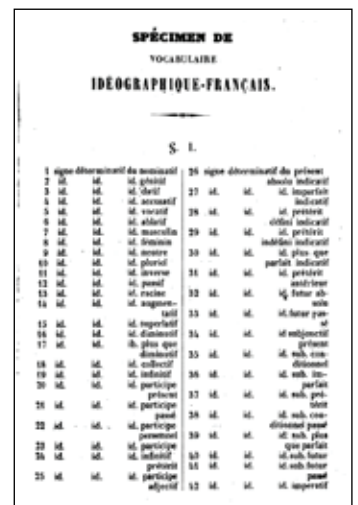 SPÉCIMEN DE
VOCABULAIRE
IDÉOGRAPHIQUE-FRANÇAIS.
§. I.
1 signe déterminatif du nominatif
2 id. id. id. génitif
3 id. id. id. datif
4 id. id. id. accusatif
5 id. id. id. vocatif
6 id. id. id. ablatif
7 id. id. id. masculin
8 id. id. id. féminin
9 id. id. id. neutre
10 id. id. id. pluriel
11 id. id. id. inverse
12 id. id. id. passif
13 id. id. id. racine
14 id. id. id. augmen-
tatif
15 id. id. id. superlatif
16 id. id. id. diminutif
17 id. id. ib. plus que
diminutif
18 id. id. id. collectif
19 id. id. id. infinitif
20 id. id. id. participe
présent
21 id. id. id. participe
passé
22 id. id. id. participe
personnel
23 id. id. id. participe
24 id. id. id. infinitif
prétérit
25 id. id. id. participe
adjectif
26 signe déterminatif du présent
absolu indicatif
27 id. id. id. imparfait
indicatif
28 id. id. id. prétérit
défini indicatif
29 id. id. id. prétérit
indéfini indicatif
30 id. id. id. plus que
parfait indicatif
31 id. id. id. prétérit
antérieur
32 id. id. id. futur ab-
solu
33 id. id. id. futur pas-
sé
34 id. id. id subjonctif
présent
35 id. id. id. sub. con-
ditionnel
36 id. id. id. sub. im-
parfait
37 id. id. id. sub. pré-
térit
38 id. id. id. sub. con-
ditionnel passé
39 id. id. id. sub. plus
que parfait
40 id. id. id. sub. futur
41 id. id. id. sub. futur
passé
42 id. id. id. imperatif